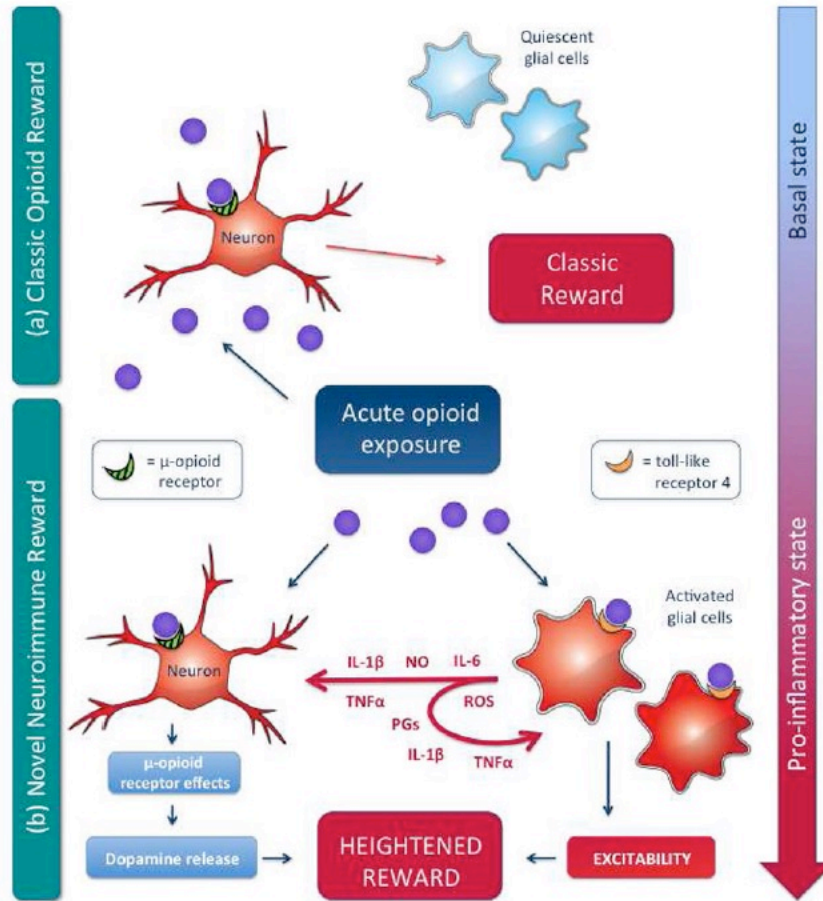 (a) Classic Opioid Reward
Quiescent
glial cells
Basal state
Neuron
Classic
Reward
Acute opioid
exposure
= μ-opioid
receptor
= toll-like
receptor 4
(b) Novel Neuroimmune Reward
Activated
glial cells
Pro-inflammatory state
Neuron
IL-1β NO IL-6
TNFα ROS
PGs
IL-1β TNFα
μ-opioid
receptor effects
Dopamine release
HEIGHTENED
REWARD
EXCITABILITY